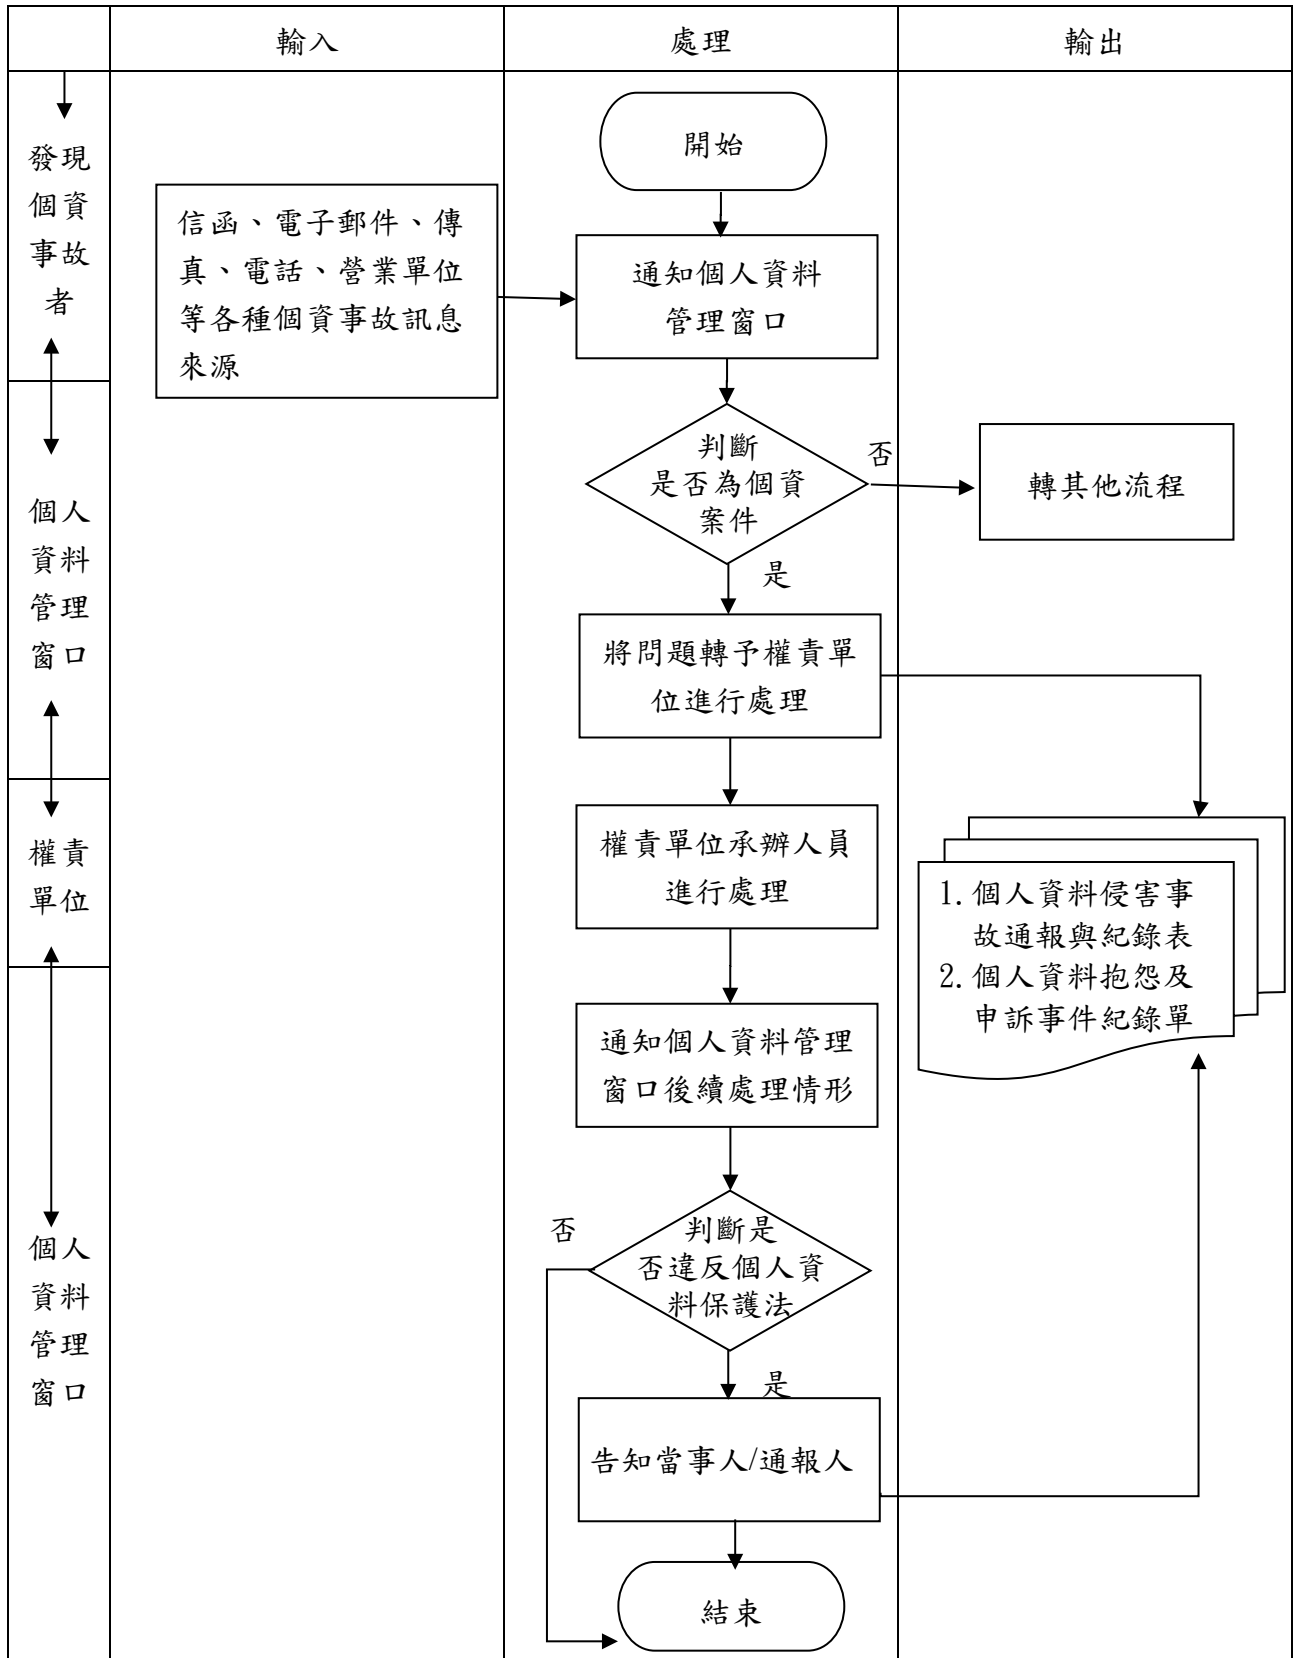 輸入
處理
輸出
發現
個資
事故
者
開始
信函、電子郵件、傳
真、電話、營業單位
等各種個資事故訊息
來源
通知個人資料
管理窗口
個人
資料
管理
窗口
判斷
是否為個資
案件
否
轉其他流程
是
將問題轉予權責單
位進行處理
權責
單位
權責單位承辦人員
進行處理
1.個人資料侵害事
故通報與紀錄表
2.個人資料抱怨及
申訴事件紀錄單
通知個人資料管理
窗口後續處理情形
個人
資料
管理
窗口
否
判斷是
否違反個人資
料保護法
是
告知當事人/通報人
結束